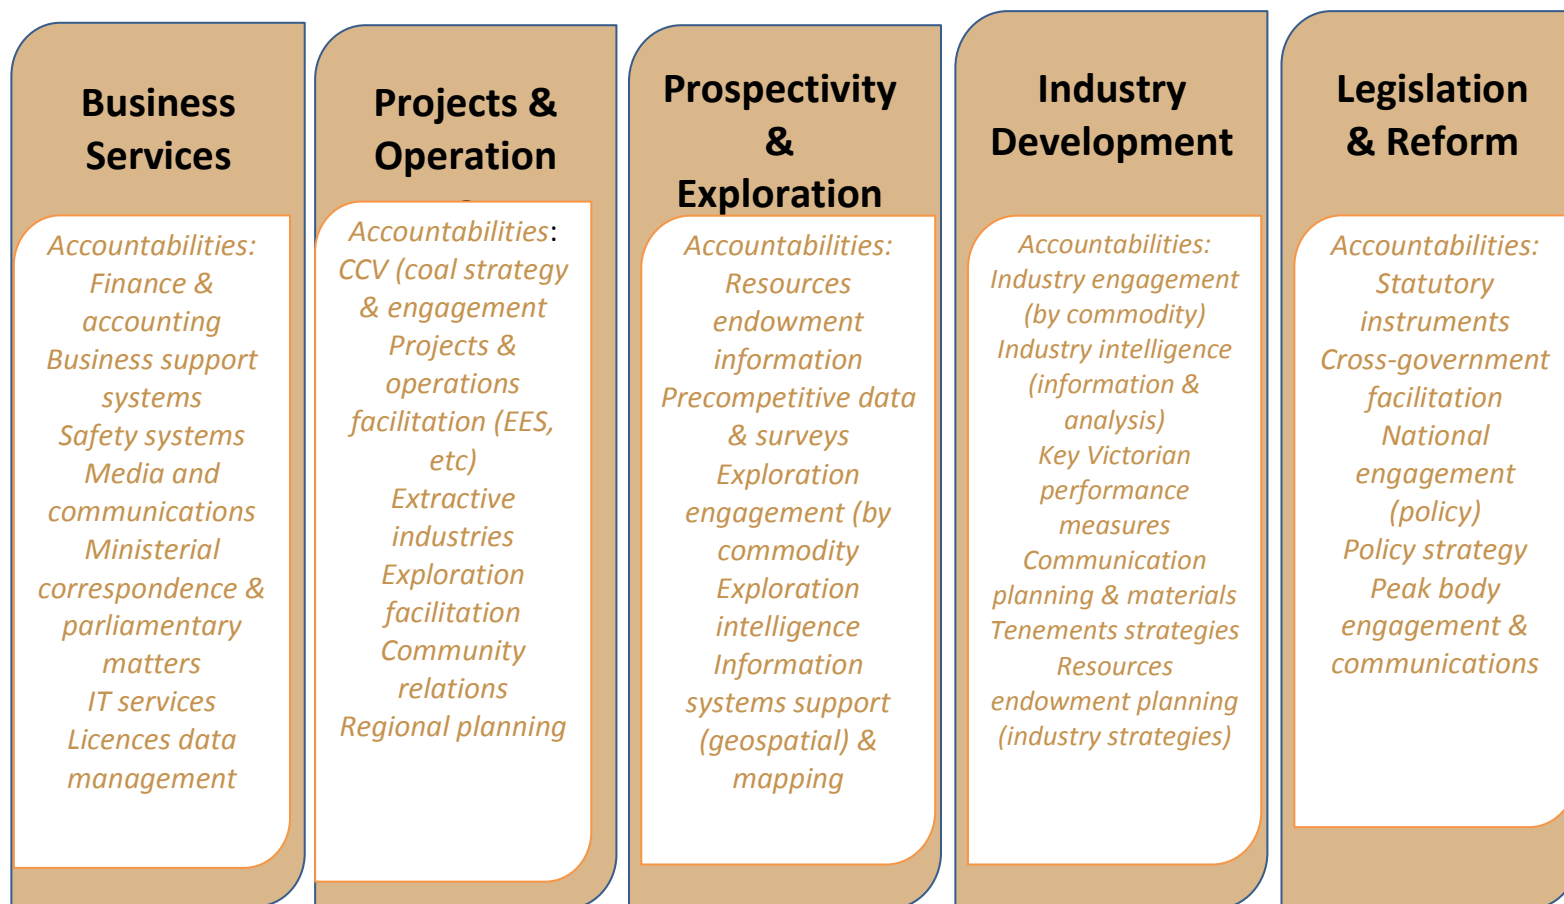 Business
Services
Accountabilities:
Finance &
accounting
Business support
systems
Safety systems
Media and
communications
Ministerial
correspondence &
parliamentary
matters
IT services
Licences data
management
Projects &
Operation
Accountabilities:
CCV (coal strategy
& engagement
Projects &
operations
facilitation (EES,
etc)
Extractive
industries
Exploration
facilitation
Community
relations
Regional planning
Prospectivity
&
Exploration
Accountabilities:
Resources
endowment
information
Precompetitive data
& surveys
Exploration
engagement (by
commodity
Exploration
intelligence
Information
systems support
(geospatial) &
mapping
Industry
Development
Accountabilities:
Industry engagement
(by commodity)
Industry intelligence
(information &
analysis)
Key Victorian
performance
measures
Communication
planning & materials
Tenements strategies
Resources
endowment planning
(industry strategies)
Legislation
& Reform
Accountabilities:
Statutory
instruments
Cross-government
facilitation
National
engagement
(policy)
Policy strategy
Peak body
engagement &
communications